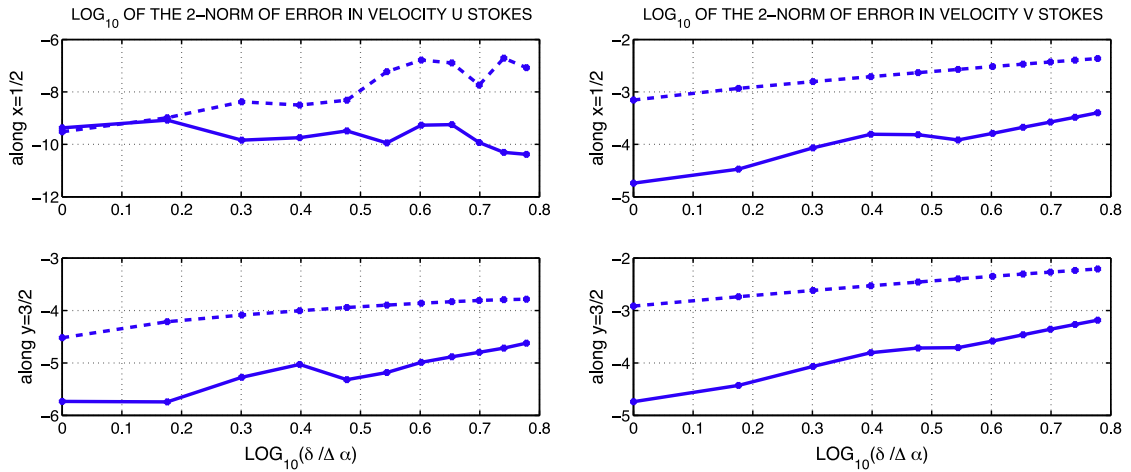 LOG10 OF THE 2−NORM OF ERROR IN VELOCITY U STOKES
−6
−8
−10
−12
along x=1/2
0 0.1 0.2 0.3 0.4 0.5 0.6 0.7 0.8
LOG10 OF THE 2−NORM OF ERROR IN VELOCITY V STOKES
−2
−3
−4
−5
along x=1/2
0 0.1 0.2 0.3 0.4 0.5 0.6 0.7 0.8
−3
−4
−5
−6
along y=3/2
0 0.1 0.2 0.3 0.4 0.5 0.6 0.7 0.8
LOG10(δ /Δ α)
−2
−3
−4
−5
along y=3/2
0 0.1 0.2 0.3 0.4 0.5 0.6 0.7 0.8
LOG10(δ /Δ α)